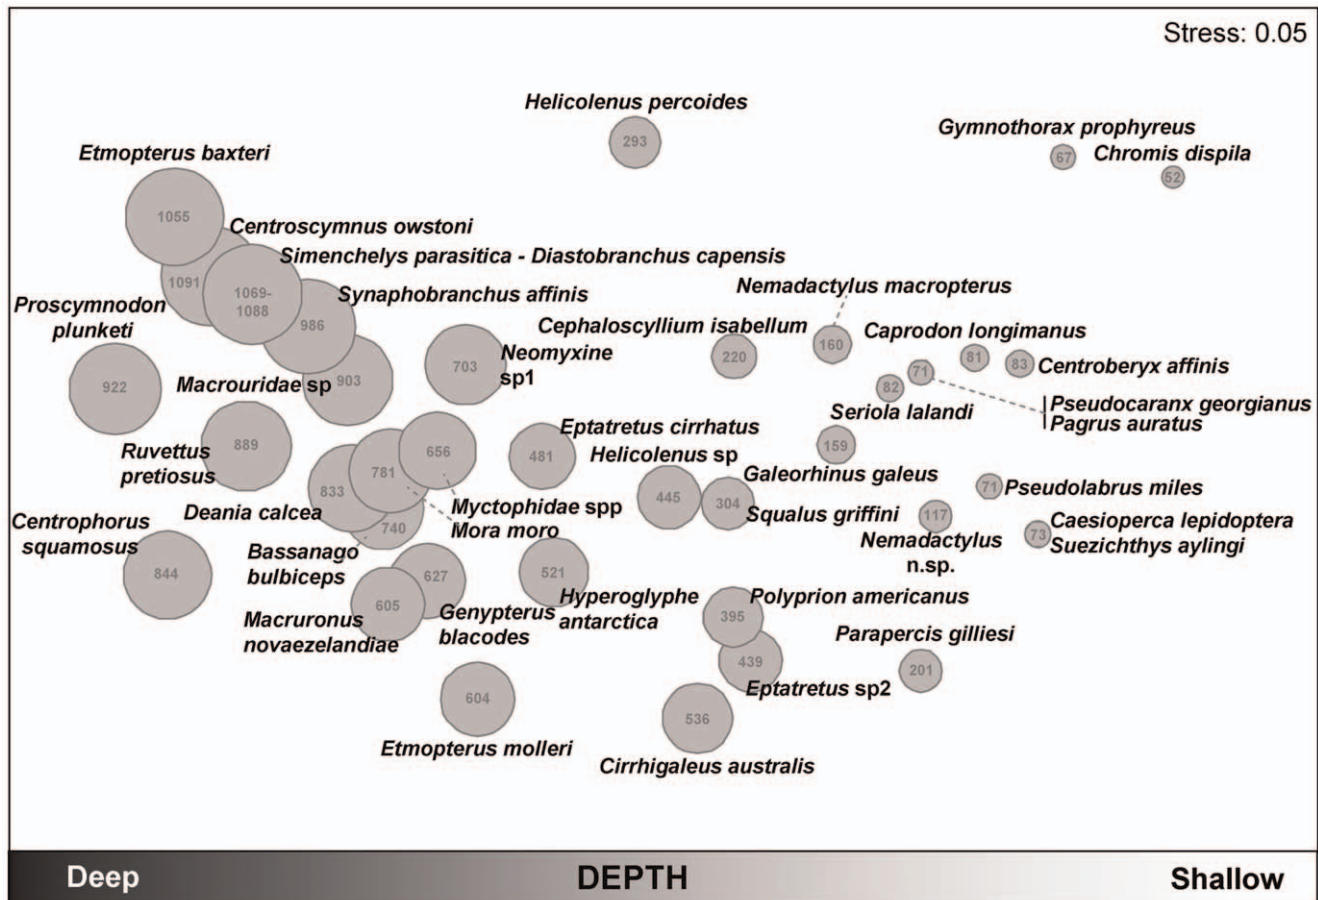 Stress: 0.05
Helicolenus percoides
293
Gymnothorax prophyreus
67
Chromis dispila
52
Etmopterus baxteri
1055
Centroscymnus owstoni
1091
Simenchelys parasitica - Diastobranchus capensis
1069-
1088
Synaphobranchus affinis
986
Proscymnodon
plunketi
922
Macrouridae sp
903
Neomyxine
sp1
703
Cephaloscyllium isabellum
220
Nemadactylus macropterus
160
Caprodon longimanus
81
Centroberyx affinis
83
71
Pseudocaranx georgianus
Pagrus auratus
82
Seriola lalandi
Ruvettus
pretiosus
889
Eptatretus cirrhatus
481
Helicolenus sp
445
159
Galeorhinus galeus
304
Squalus griffini
71
Pseudolabrus miles
656
781
833
740
Myctophidae spp
Mora moro
Deania calcea
Bassanago
bulbiceps
117
Nemadactylus
n.sp.
73
Caesioperca lepidoptera
Suezichthys aylingi
Centrophorus
squamosus
844
627
605
Genypterus
blacodes
Macruronus
novaezelandiae
521
Hyperoglyphe
antarctica
Polyprion americanus
395
439
Eptatretus sp2
Parapercis gilliesi
201
604
Etmopterus molleri
536
Cirrhigaleus australis
Deep
DEPTH
Shallow